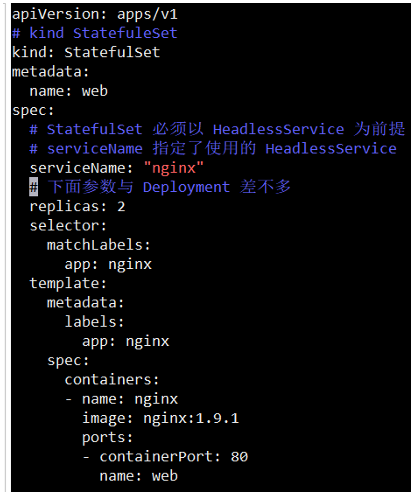 apiVersion: apps/v1
# kind StatefuleSet
kind: StatefulSet
metadata:
  name: web
spec:
  # StatefulSet 必须以 HeadlessService 为前提
  # serviceName 指定了使用的 HeadlessService
  serviceName: "nginx"
  # 下面参数与 Deployment 差不多
  replicas: 2
  selector:
    matchLabels:
      app: nginx
  template:
    metadata:
      labels:
        app: nginx
    spec:
      containers:
      - name: nginx
        image: nginx:1.9.1
        ports:
        - containerPort: 80
          name: web